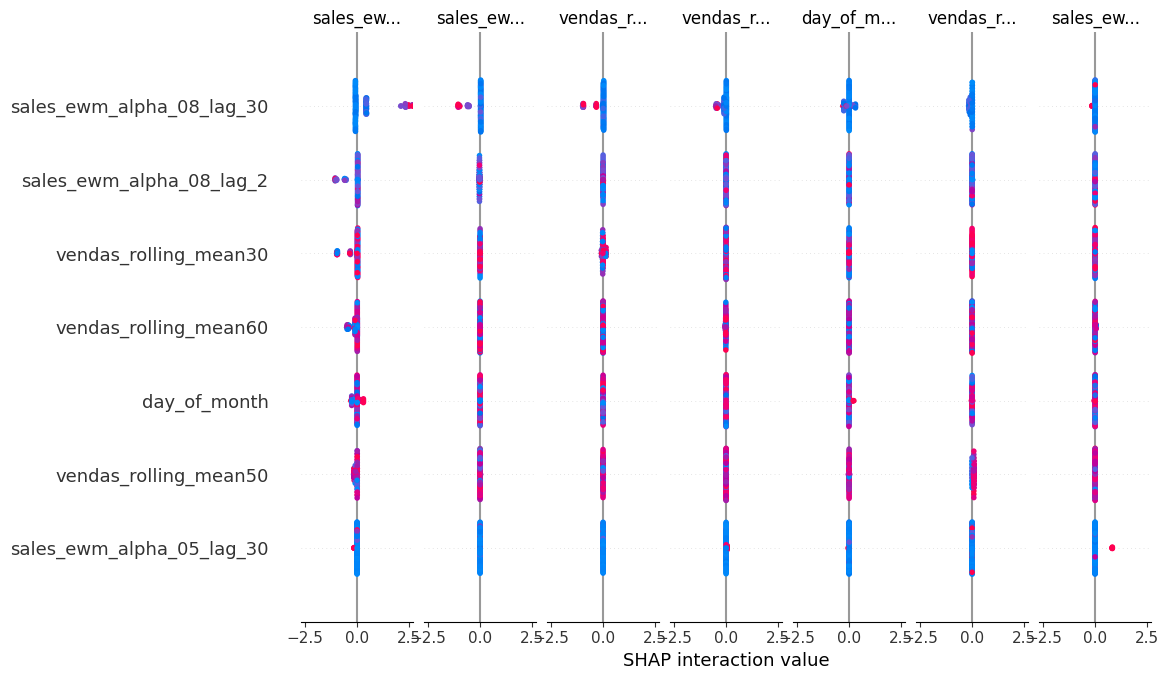 sales_ew... sales_ew... vendas_r... vendas_r... day_of_m... vendas_r... sales_ew...
sales_ewm_alpha_08_lag_30
sales_ewm_alpha_08_lag_2
vendas_rolling_mean30
vendas_rolling_mean60
day_of_month
vendas_rolling_mean50
sales_ewm_alpha_05_lag_30
−2.5 0.0 2.5 −2.5 0.0 2.5 −2.5 0.0 2.5 −2.5 0.0 2.5 −2.5 0.0 2.5 −2.5 0.0 2.5 −2.5 0.0 2.5
SHAP interaction value